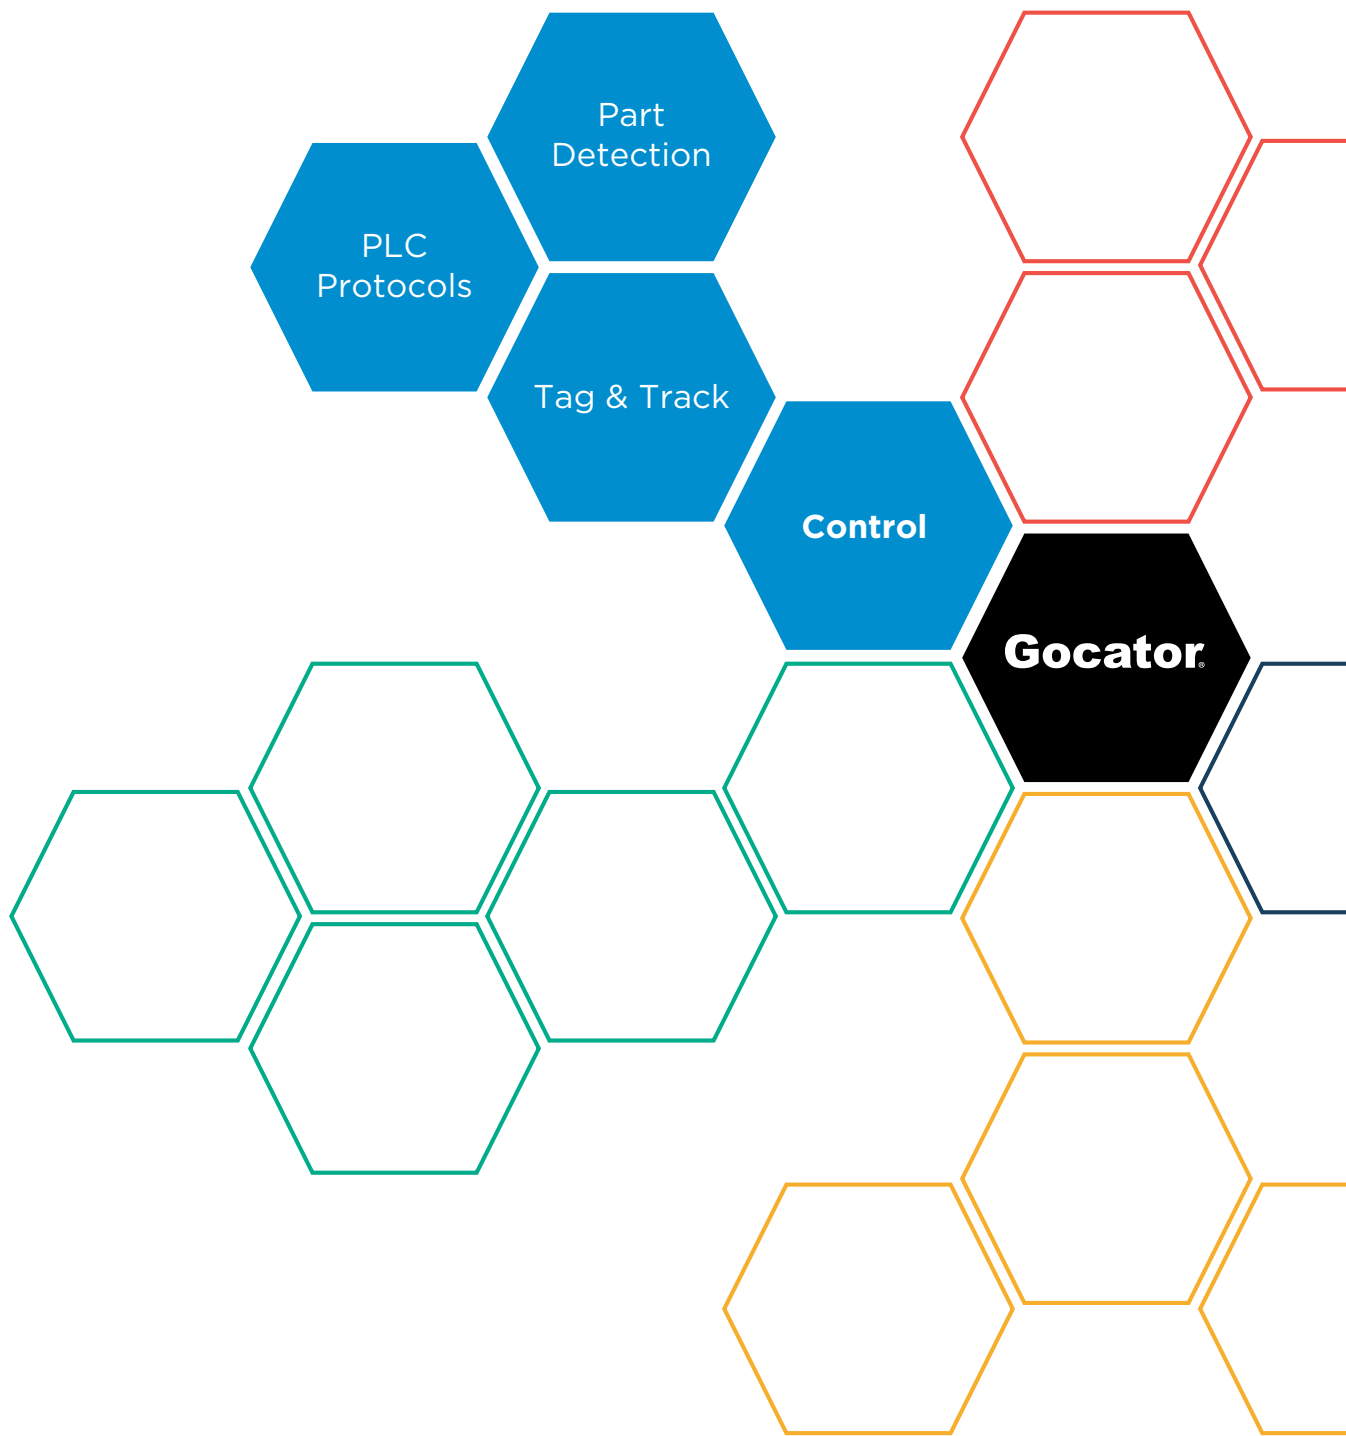 Part
Detection
PLC
Protocols
Tag & Track
Control
Gocator®